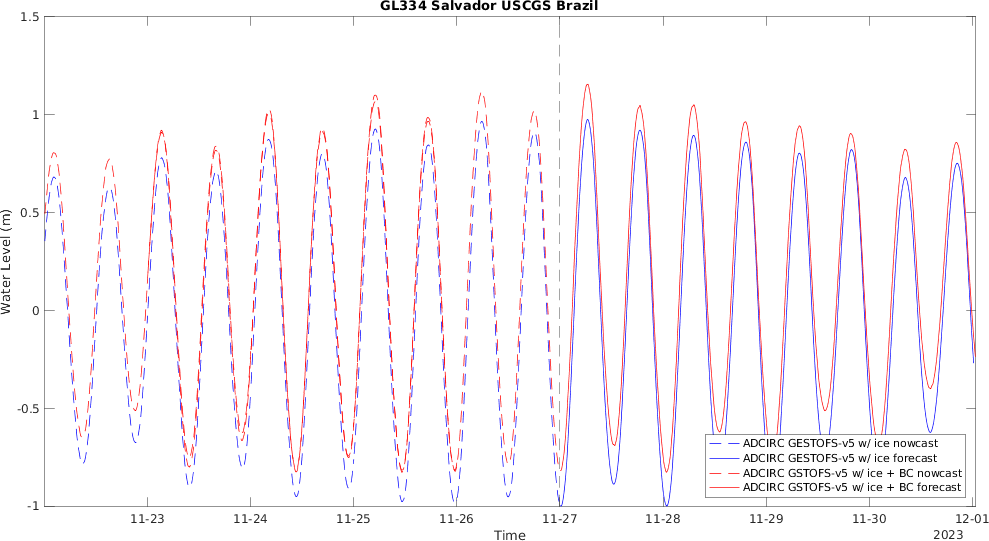 GL334 Salvador USCGS Brazil
1.5
1
0.5
0
-0.5
-1
Water Level (m)
11-23
11-24
11-25
11-26
11-27
11-28
11-29
11-30
12-01
Time
2023
ADCIRC GESTOFS-v5 w/ ice nowcast
ADCIRC GESTOFS-v5 w/ ice forecast
ADCIRC GSTOFS-v5 w/ ice + BC nowcast
ADCIRC GSTOFS-v5 w/ ice + BC forecast